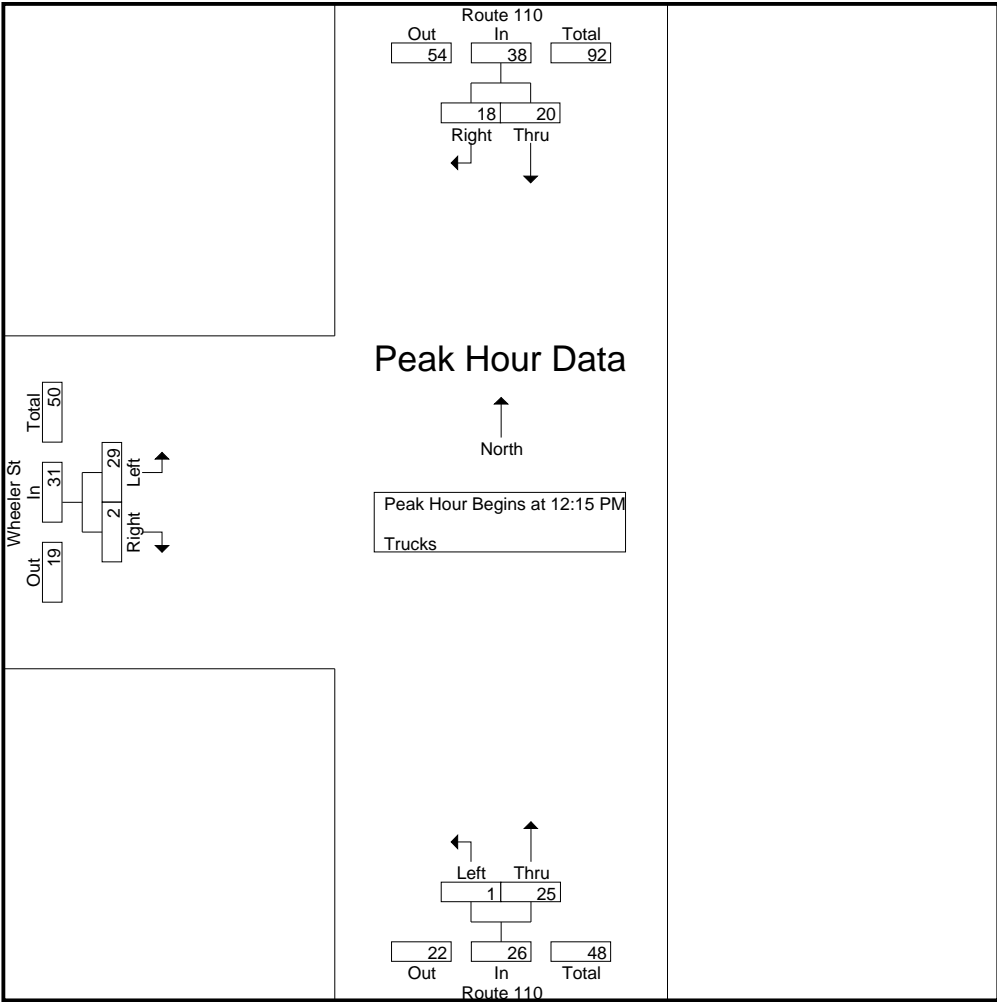 Route 110
Out In Total
54 38 92
18 20
Right Thru
Peak Hour Data
North
Peak Hour Begins at 12:15 PM
Trucks
Wheeler St
Out In Total
19 31 50
2 29
Right Left
Left Thru
1 25
22 26 48
Out In Total
Route 110